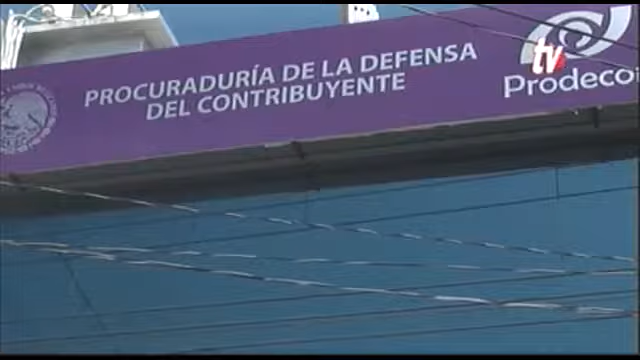 PROCURADURÍA DE LA DEFENSA
DEL CONTRIBUYENTE
tv
Prodecon